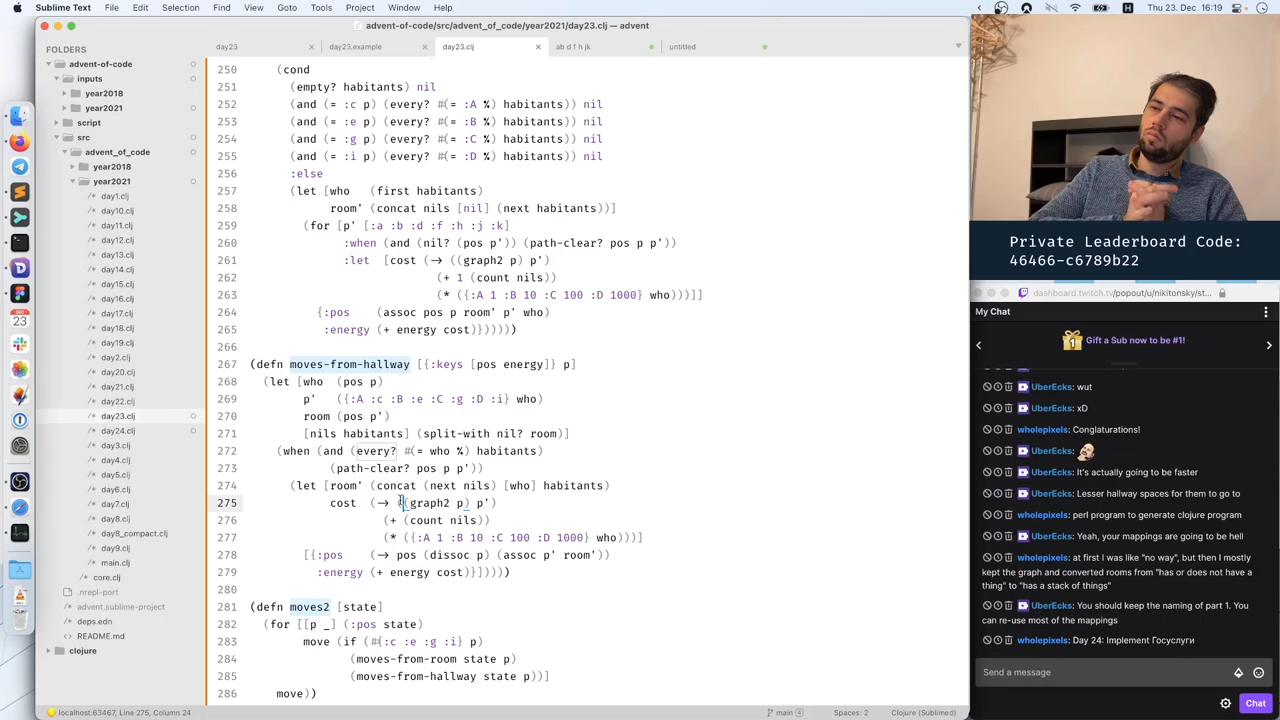 Sublime Text File Edit Selection Find View Goto Tools Project Window Help
Thu 23. Dec 16:19
advent-of-code/src/advent_of_code/year2021/day23.clj — advent
FOLDERS
advent-of-code
inputs
year2018
year2021
script
src
advent_of_code
year2018
year2021
day1.clj
day10.clj
day11.clj
day12.clj
day13.clj
day14.clj
day15.clj
day16.clj
day17.clj
day18.clj
day19.clj
day2.clj
day20.clj
day21.clj
day22.clj
day23.clj
day24.clj
day3.clj
day4.clj
day5.clj
day6.clj
day7.clj
day8.clj
day8_compact.clj
day9.clj
main.clj
core.clj
.nrepl-port
advent.sublime-project
deps.edn
README.md
clojure
day23 day23.example day23.clj ab d f h jk untitled
250 (cond
251 (empty? habitants) nil
252 (and (= :c p) (every? #(= :A %) habitants)) nil
253 (and (= :e p) (every? #(= :B %) habitants)) nil
254 (and (= :g p) (every? #(= :C %) habitants)) nil
255 (and (= :i p) (every? #(= :D %) habitants)) nil
256 :else
257 (let [who (first habitants)
258 room' (concat nils [nil] (next habitants))]
259 (for [p' [:a :b :d :f :h :j :k]
260 :when (and (nil? (pos p')) (path-clear? pos p p'))
261 :let [cost (-> ((graph2 p) p')
262 (+ 1 (count nils))
263 (* ({:A 1 :B 10 :C 100 :D 1000} who)))]]
264 {:pos (assoc pos p room' p' who)
265 :energy (+ energy cost)})))))
266
267 (defn moves-from-hallway [{:keys [pos energy]} p]
268 (let [who (pos p)
269 p' ({:A :c :B :e :C :g :D :i} who)
270 room (pos p')
271 [nils habitants] (split-with nil? room)]
272 (when (and (every? #(= who %) habitants)
273 (path-clear? pos p p'))
274 (let [room' (concat (next nils) [who] habitants)
275 cost (-> ((graph2 p) p')
276 (+ (count nils))
277 (* ({:A 1 :B 10 :C 100 :D 1000} who)))]
278 [{:pos (-> pos (dissoc p) (assoc p' room'))
279 :energy (+ energy cost)}]))))
280
281 (defn moves2 [state]
282 (for [[p _] (:pos state)
283 move (if (#{:c :e :g :i} p)
284 (moves-from-room state p)
285 (moves-from-hallway state p))]
286 move))
localhost:63467, Line 275, Column 24 main 4 Spaces: 2 Clojure (Sublimed)
Private Leaderboard Code:
46466-c6789b22
dashboard.twitch.tv/popout/u/nikitonsky/st...
My Chat
Gift a Sub now to be #1!
UberEcks: wut
UberEcks: xD
wholepixels: Conglaturations!
UberEcks:
UberEcks: It's actually going to be faster
UberEcks: Lesser hallway spaces for them to go to
wholepixels: perl program to generate clojure program
UberEcks: Yeah, your mappings are going to be hell
wholepixels: at first I was like "no way", but then I mostly
kept the graph and converted rooms from "has or does not have a
thing" to "has a stack of things"
UberEcks: You should keep the naming of part 1. You
can re-use most of the mappings
wholepixels: Day 24: Implement Госуслуги
Send a message
Chat